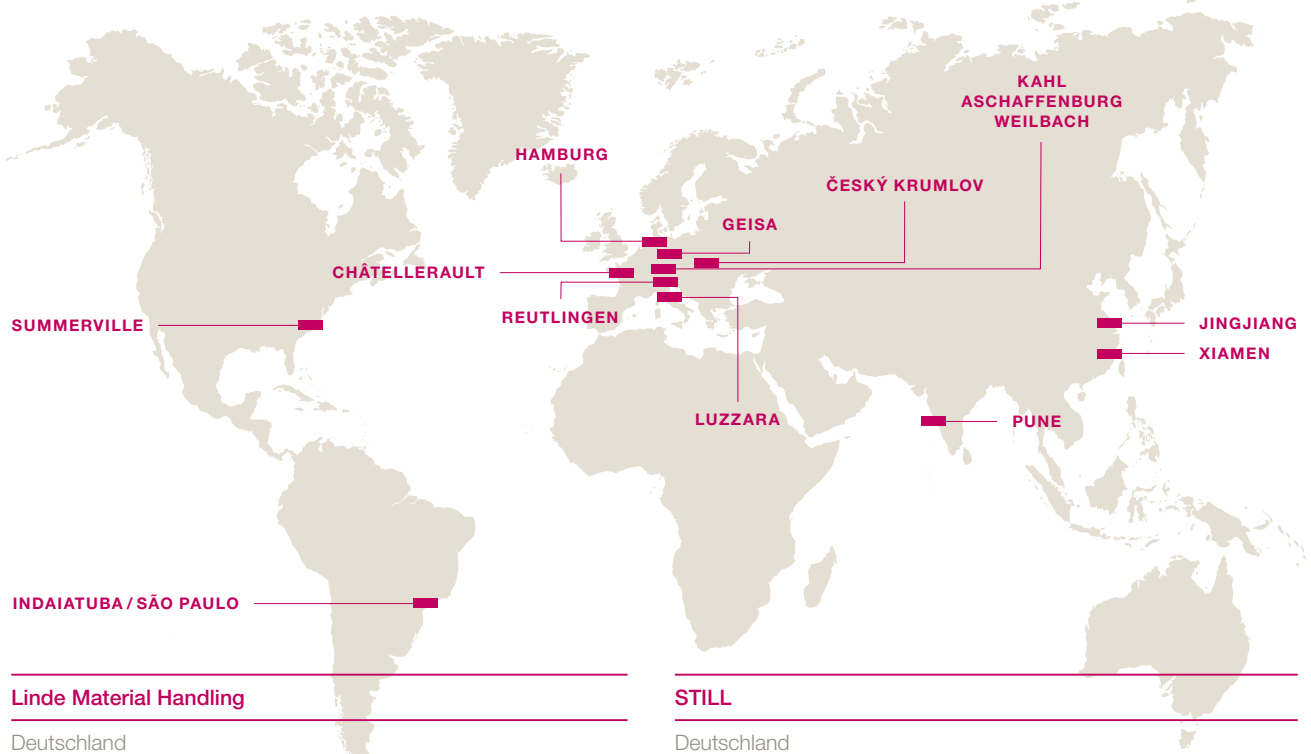 KAHL
ASCHAFFENBURG
WEILBACH
HAMBURG
ČESKÝ KRUMLOV
GEISA
CHÂTELLERAULT
REUTLINGEN
SUMMERVILLE
JINGJIANG
XIAMEN
LUZZARA
PUNE
INDAIATUBA / SÃO PAULO
Linde Material Handling
Deutschland
STILL
Deutschland